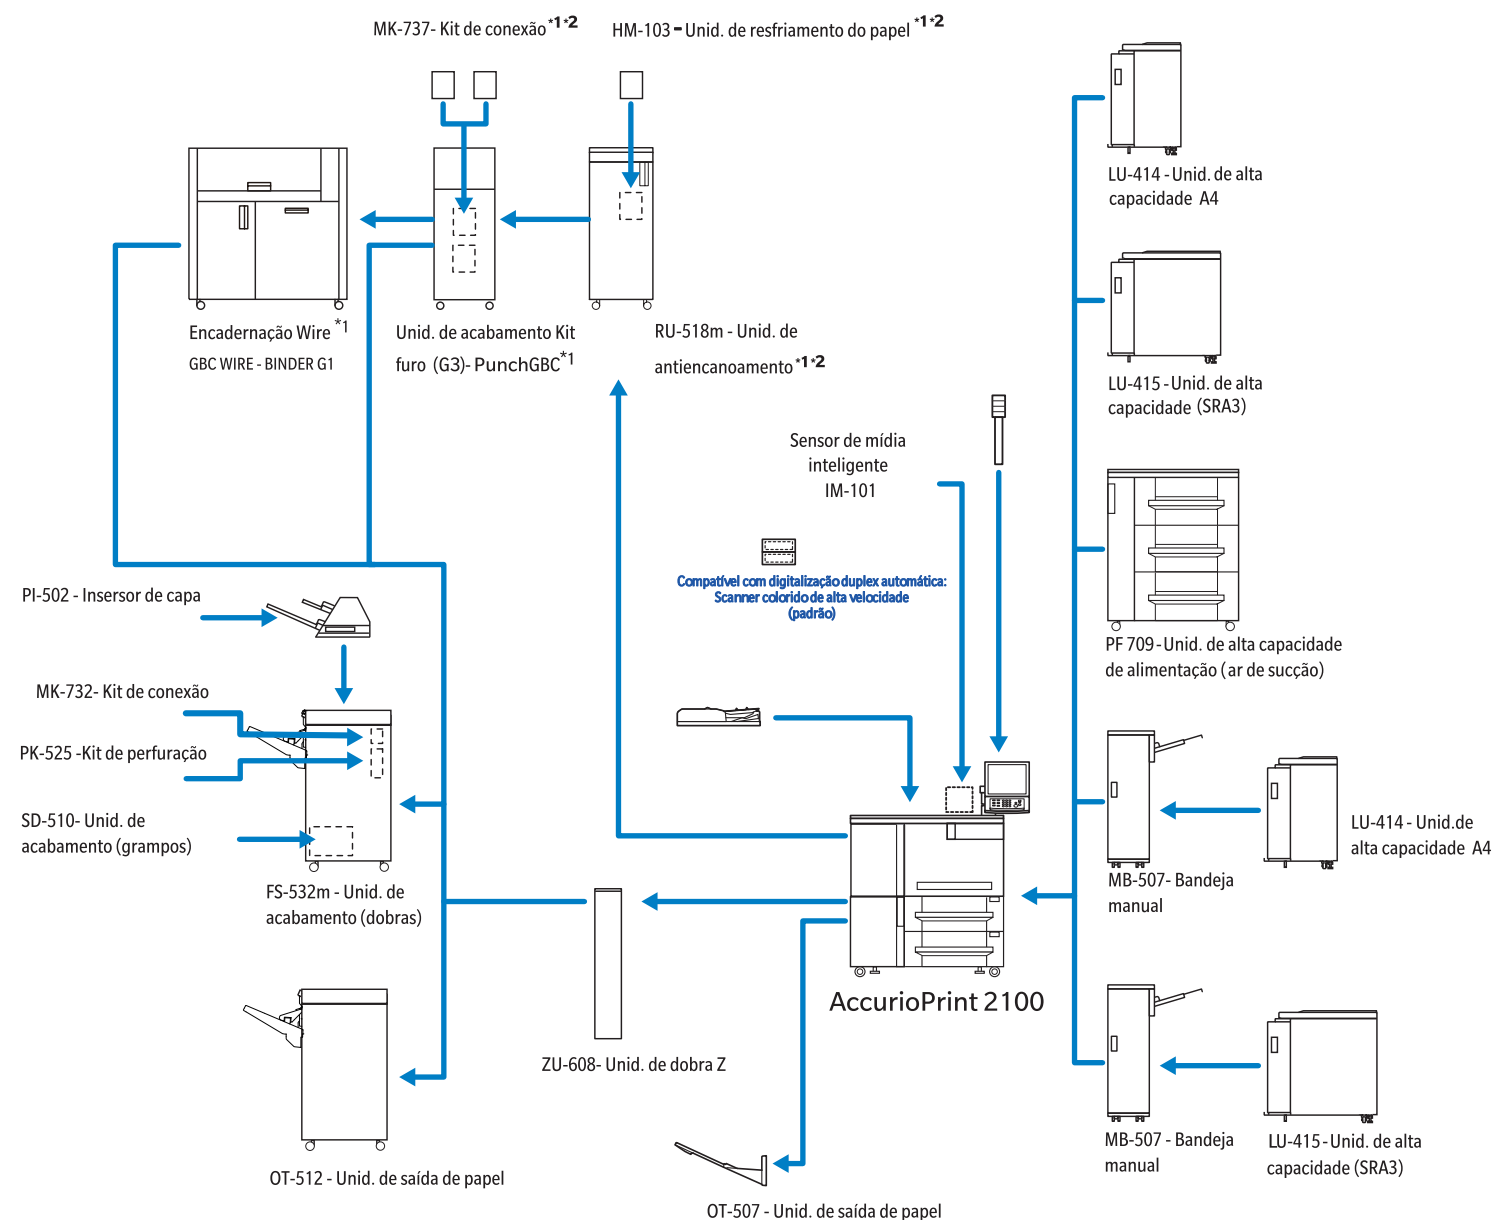 MK-737- Kit de conexão *1*2
HM-103 - Unid. de resfriamento do papel *1*2
LU-414 - Unid. de alta
capacidade A4
Encadernação Wire *1
GBC WIRE - BINDER G1
Unid. de acabamento Kit
furo (G3)- PunchGBC*1
RU-518m - Unid. de
antiencanoamento *1*2
LU-415 - Unid. de alta
capacidade (SRA3)
Sensor de mídia
inteligente
IM-101
Compatível com digitalização duplex automática:
Scanner colorido de alta velocidade
(padrão)
PI-502 - Insersor de capa
PF 709 - Unid. de alta capacidade
de alimentação (ar de sucção)
MK-732- Kit de conexão
PK-525 -Kit de perfuração
SD-510- Unid. de
acabamento (grampos)
FS-532m - Unid. de
acabamento (dobras)
LU-414 - Unid.de
alta capacidade A4
MB-507- Bandeja
manual
AccurioPrint 2100
ZU-608- Unid. de dobra Z
MB-507 - Bandeja
manual
LU-415 - Unid. de alta
capacidade (SRA3)
OT-512 - Unid. de saída de papel
OT-507 - Unid. de saída de papel